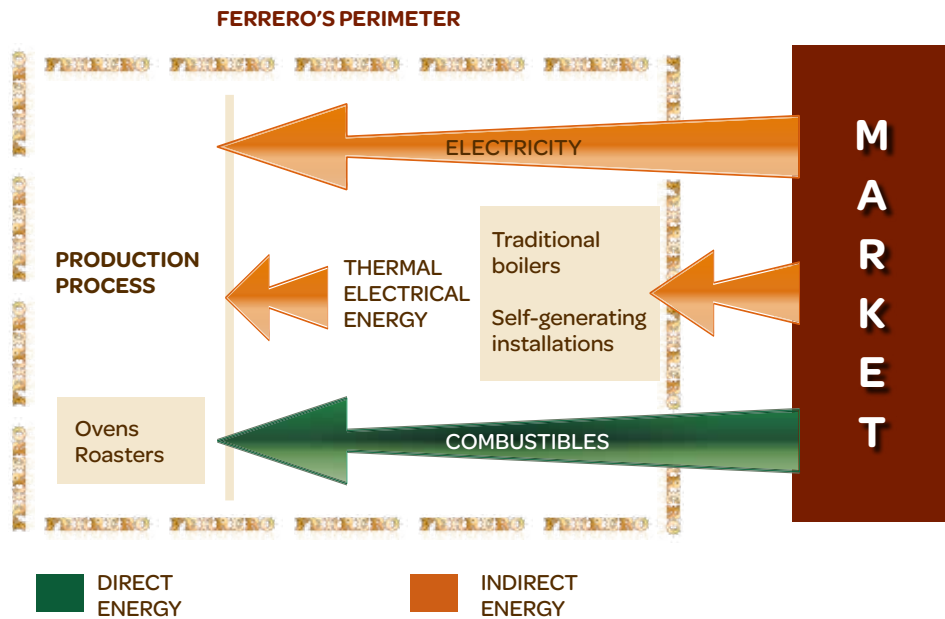 FERRERO'S PERIMETER
ELECTRICITY
MARKET
PRODUCTION
PROCESS
THERMAL
ELECTRICAL
ENERGY
Traditional
boilers
Self-generating
installations
Ovens
Roasters
COMBUSTIBLES
DIRECT
ENERGY
INDIRECT
ENERGY